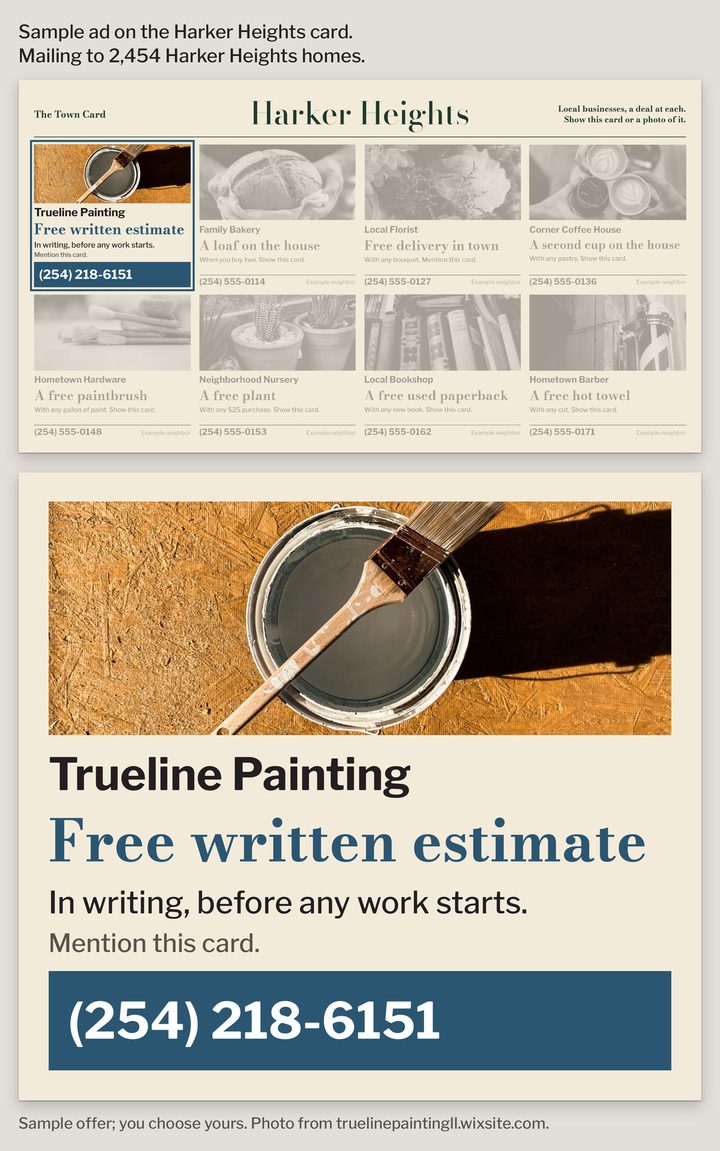 Sample ad on the Harker Heights card.
Mailing to 2,454 Harker Heights homes.
The Town Card
Harker Heights
Local businesses, a deal at each.
Show this card or a photo of it.
Trueline Painting
Free written estimate
In writing, before any work starts.
Mention this card.
(254) 218-6151
Family Bakery
A loaf on the house
When you buy two. Show this card.
(254) 555-0114
Example neighbor
Local Florist
Free delivery in town
With any bouquet. Mention this card.
(254) 555-0127
Example neighbor
Corner Coffee House
A second cup on the house
With any pastry. Show this card.
(254) 555-0136
Example neighbor
Hometown Hardware
A free paintbrush
With any gallon of paint. Show this card.
(254) 555-0148
Example neighbor
Neighborhood Nursery
A free plant
With any $25 purchase. Show this card.
(254) 555-0153
Example neighbor
Local Bookshop
A free used paperback
With any new book. Show this card.
(254) 555-0162
Example neighbor
Hometown Barber
A free hot towel
With any cut. Show this card.
(254) 555-0171
Example neighbor
Trueline Painting
Free written estimate
In writing, before any work starts.
Mention this card.
(254) 218-6151
Sample offer; you choose yours. Photo from truelinepaintingll.wixsite.com.